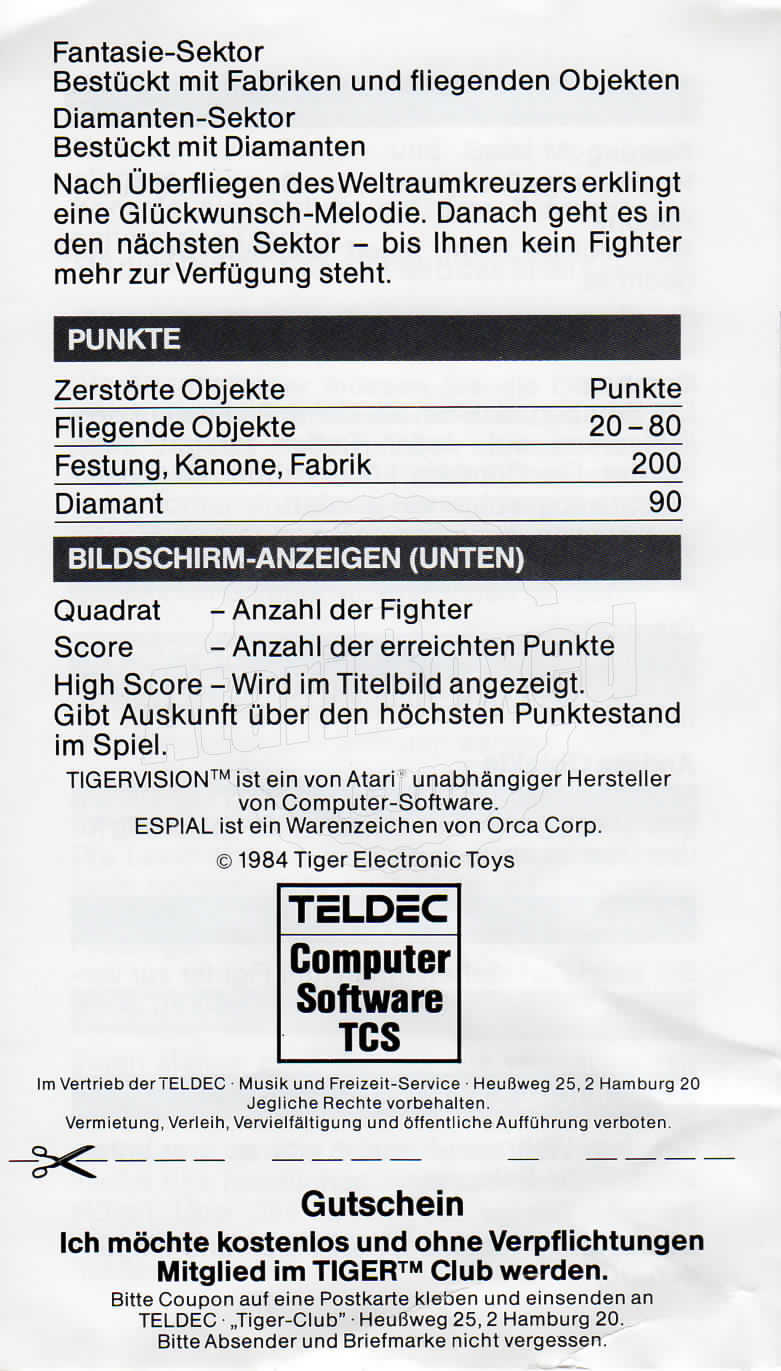 Fantasie-Sektor
Bestückt mit Fabriken und fliegenden Objekten
Diamanten-Sektor
Bestückt mit Diamanten
Nach Überfliegen des Weltraumkreuzers erklingt
eine Glückwunsch-Melodie. Danach geht es in
den nächsten Sektor – bis Ihnen kein Fighter
mehr zur Verfügung steht.
PUNKTE
Zerstörte Objekte Punkte
Fliegende Objekte 20 – 80
Festung, Kanone, Fabrik 200
Diamant 90
BILDSCHIRM-ANZEIGEN (UNTEN)
Quadrat – Anzahl der Fighter
Score – Anzahl der erreichten Punkte
High Score – Wird im Titelbild angezeigt.
Gibt Auskunft über den höchsten Punktestand
im Spiel.
TIGERVISION™ ist ein von Atari® unabhängiger Hersteller
von Computer-Software.
ESPIAL ist ein Warenzeichen von Orca Corp.
© 1984 Tiger Electronic Toys
TELDEC
Computer
Software
TCS
Im Vertrieb der TELDEC · Musik und Freizeit-Service · Heußweg 25, 2 Hamburg 20
Jegliche Rechte vorbehalten.
Vermietung, Verleih, Vervielfältigung und öffentliche Aufführung verboten.
Gutschein
Ich möchte kostenlos und ohne Verpflichtungen
Mitglied im TIGER™ Club werden.
Bitte Coupon auf eine Postkarte kleben und einsenden an
TELDEC · „Tiger-Club" · Heußweg 25, 2 Hamburg 20.
Bitte Absender und Briefmarke nicht vergessen.